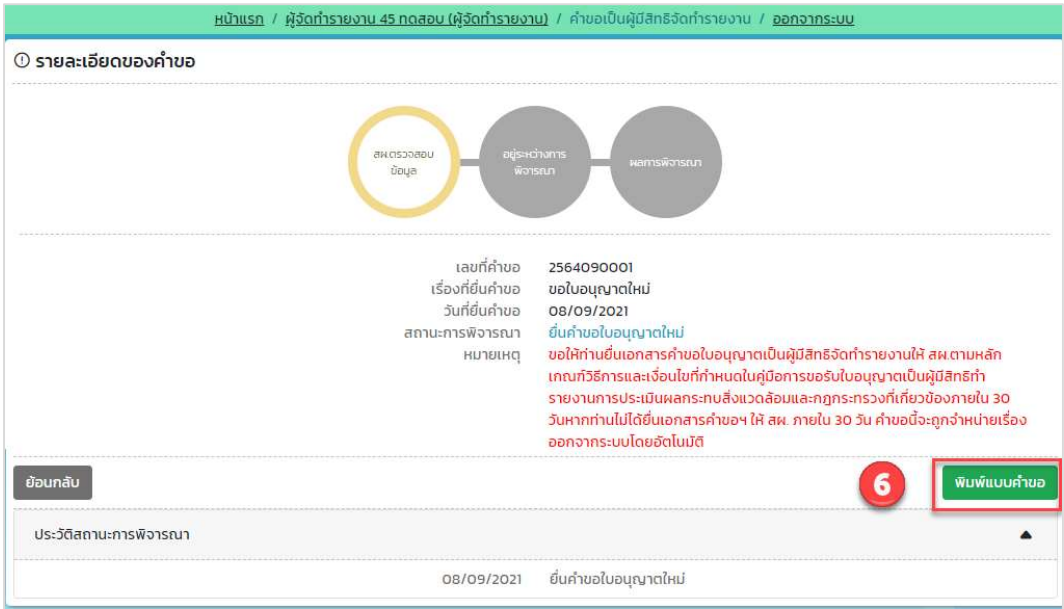 หน้าแรก / ผู้จัดทำรายงาน 45 ทดสอบ (ผู้จัดทำรายงาน) / คำขอเป็นผู้มีสิทธิจัดทำรายงาน / ออกจากระบบ
รายละเอียดของคำขอ
สผ.ตรวจสอบ
ข้อมูล
อยู่ระหว่างการ
พิจารณา
ผลการพิจารณา
เลขที่คำขอ 2564090001
เรื่องที่ยื่นคำขอ ขอใบอนุญาตใหม่
วันที่ยื่นคำขอ 08/09/2021
สถานะการพิจารณา ยื่นคำขอใบอนุญาตใหม่
หมายเหตุ ขอให้ท่านยื่นเอกสารคำขอใบอนุญาตเป็นผู้มีสิทธิจัดทำรายงานให้ สผ.ตามหลัก
เกณฑ์วิธีการและเงื่อนไขที่กำหนดในคู่มือการขอรับใบอนุญาตเป็นผู้มีสิทธิทำ
รายงานการประเมินผลกระทบสิ่งแวดล้อมและกฎกระทรวงที่เกี่ยวข้องภายใน 30
วันหากท่านไม่ได้ยื่นเอกสารคำขอฯ ให้ สผ. ภายใน 30 วัน คำขอนี้จะถูกจำหน่ายเรื่อง
ออกจากระบบโดยอัตโนมัติ
ย้อนกลับ 6 พิมพ์แบบคำขอ
ประวัติสถานะการพิจารณา
08/09/2021 ยื่นคำขอใบอนุญาตใหม่